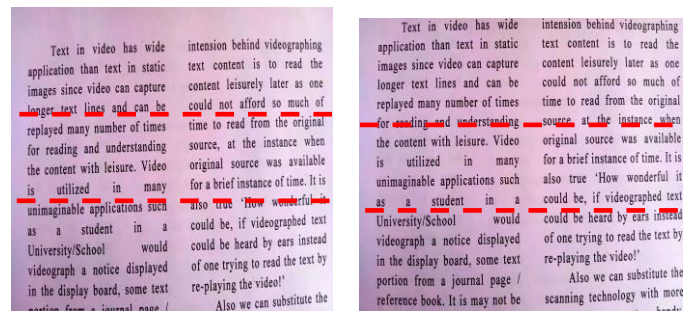 Text in video has wide
application than text in static
images since video can capture
longer text lines and can be
replayed many number of times
for reading and understanding
the content with leisure. Video
is utilized in many
unimaginable applications such
as a student in a
University/School would
videograph a notice displayed
in the display board, some text
portion from a journal page /
intension behind videographing
text content is to read the
content leisurely later as one
could not afford so much of
time to read from the original
source, at the instance when
original source was available
for a brief instance of time. It is
also true 'How wonderful it
could be, if videographed text
could be heard by ears instead
of one trying to read the text by
re-playing the video!'
Also we can substitute the
Text in video has wide
application than text in static
images since video can capture
longer text lines and can be
replayed many number of times
for reading and understanding
the content with leisure. Video
is utilized in many
unimaginable applications such
as a student in a
University/School would
videograph a notice displayed
in the display board, some text
portion from a journal page /
reference book. It is may not be
intension behind videographing
text content is to read the
content leisurely later as one
could not afford so much of
time to read from the original
source, at the instance when
original source was available
for a brief instance of time. It is
also true 'How wonderful it
could be, if videographed text
could be heard by ears instead
of one trying to read the text by
re-playing the video!'
Also we can substitute the
scanning technology with more